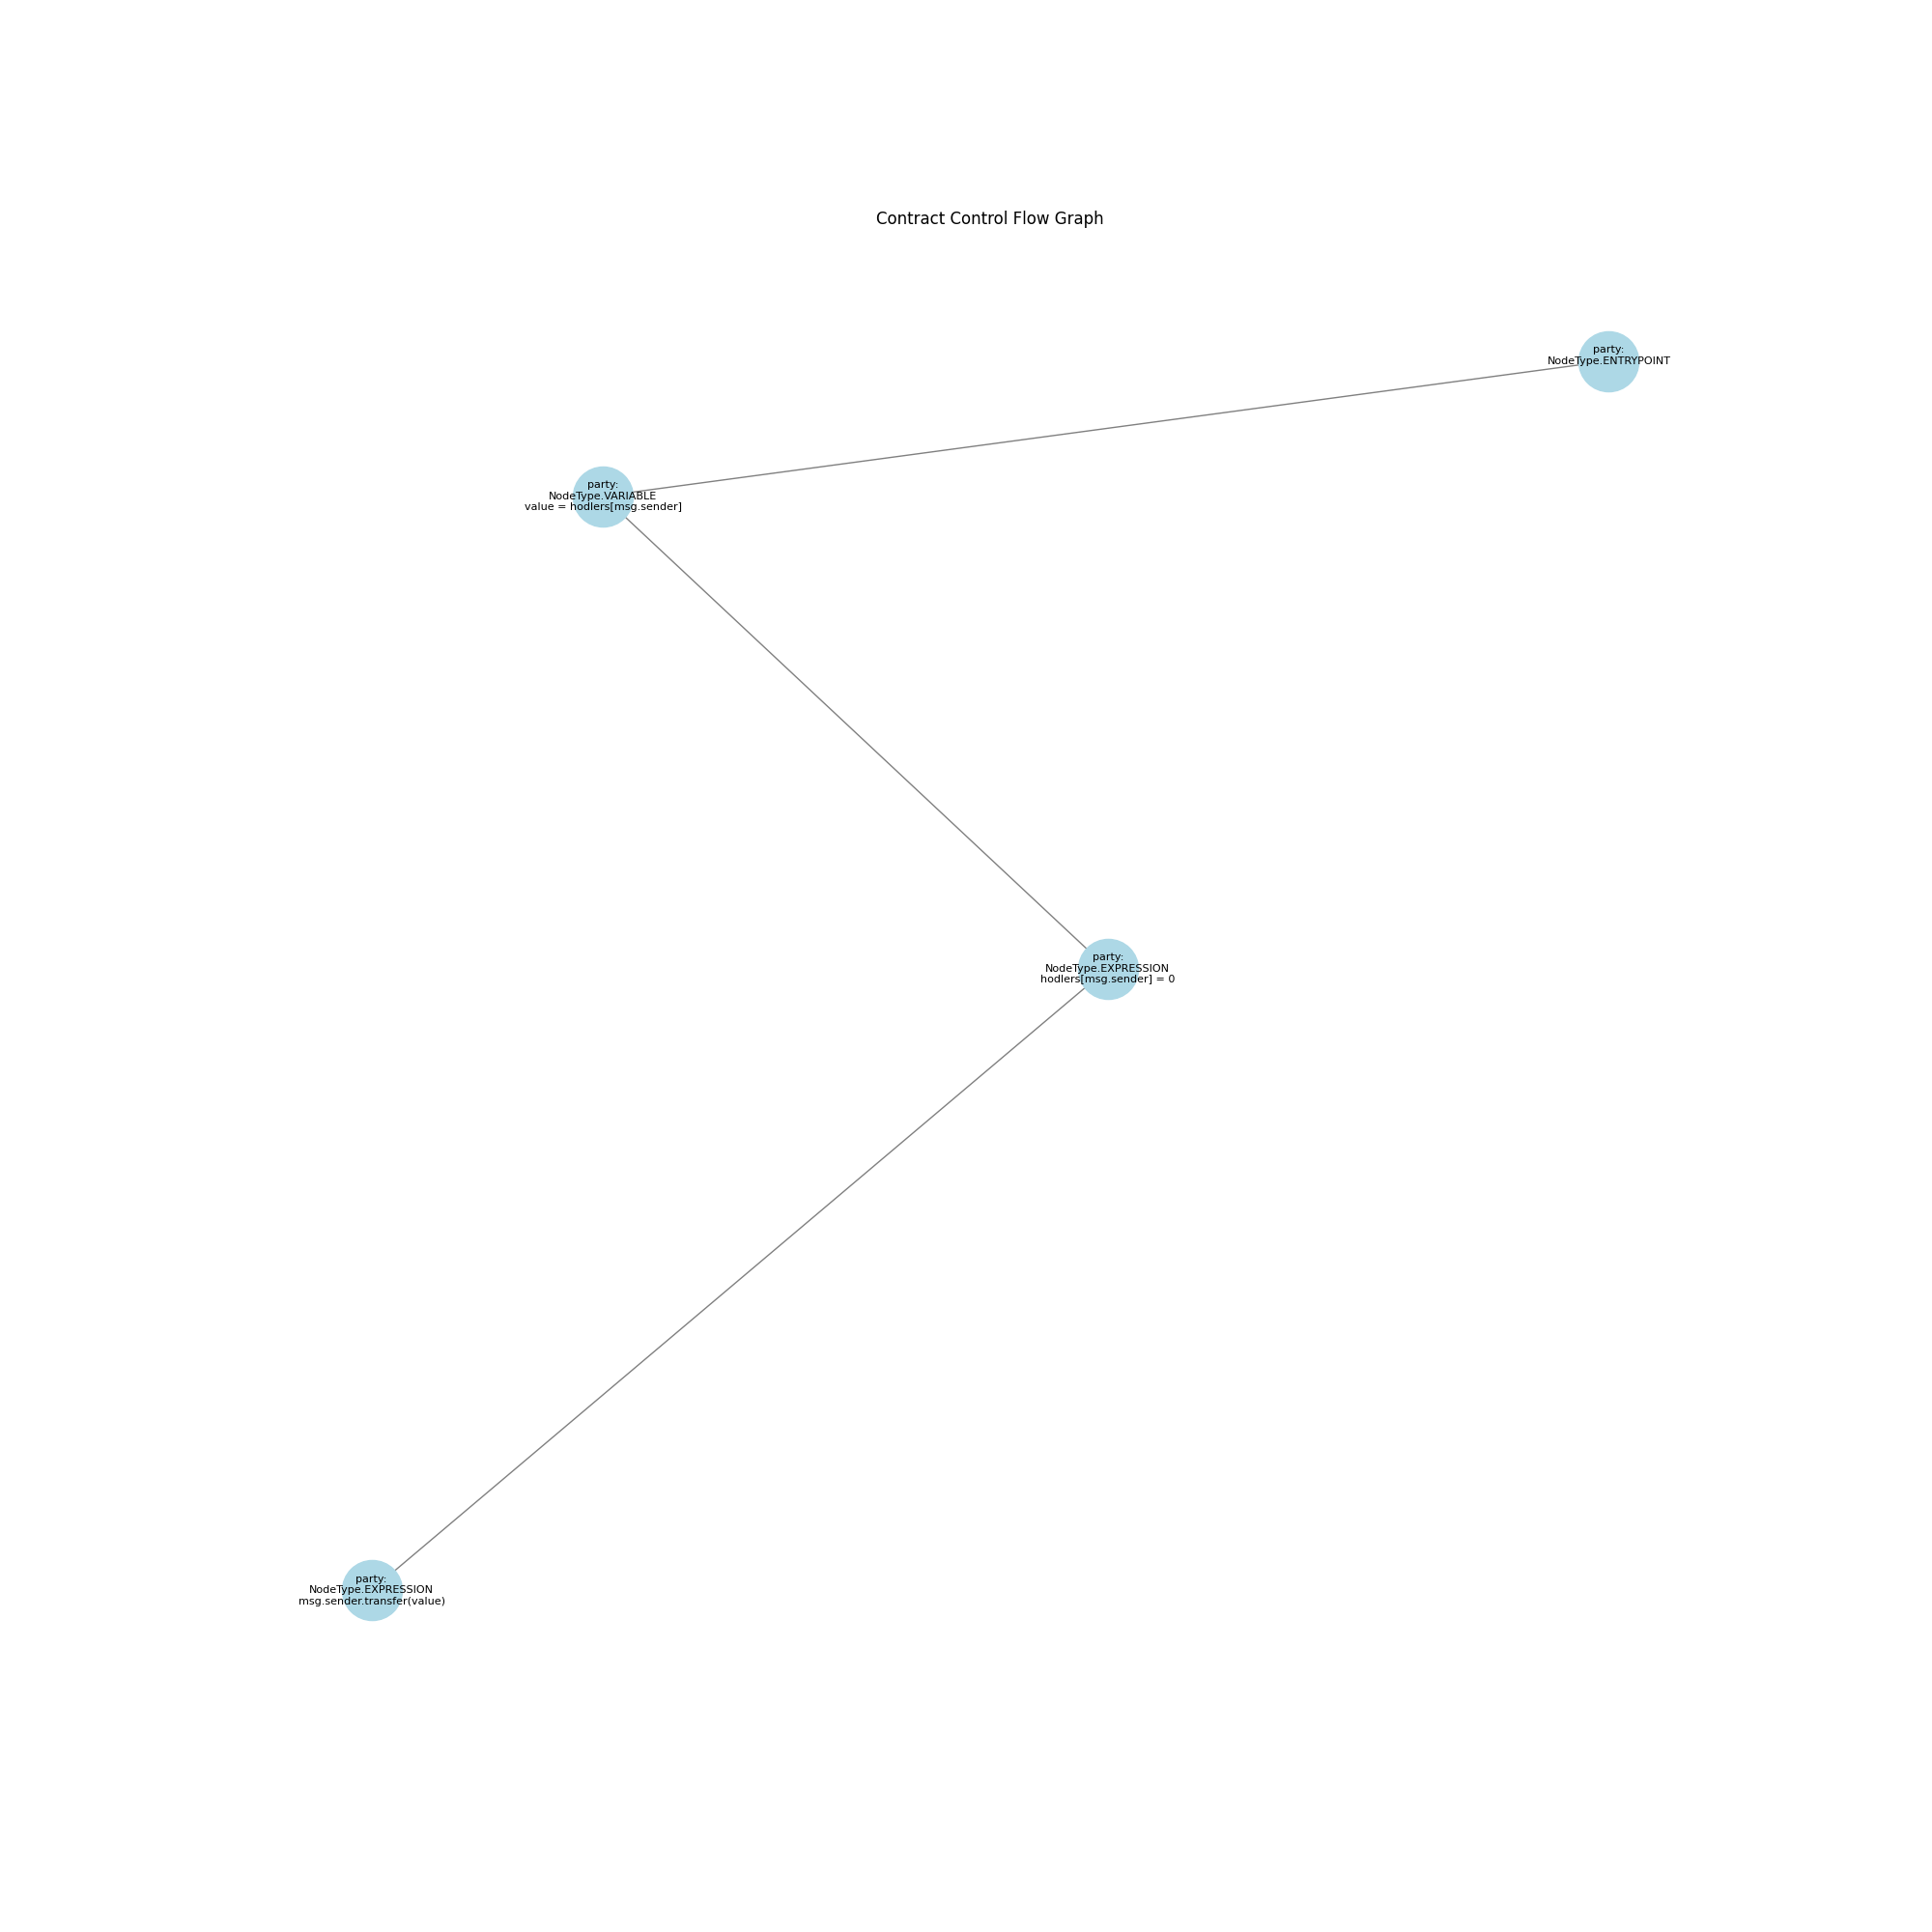 Contract Control Flow Graph
party:
NodeType.ENTRYPOINT
party:
NodeType.VARIABLE
value = hodlers[msg.sender]
party:
NodeType.EXPRESSION
hodlers[msg.sender] = 0
party:
NodeType.EXPRESSION
msg.sender.transfer(value)